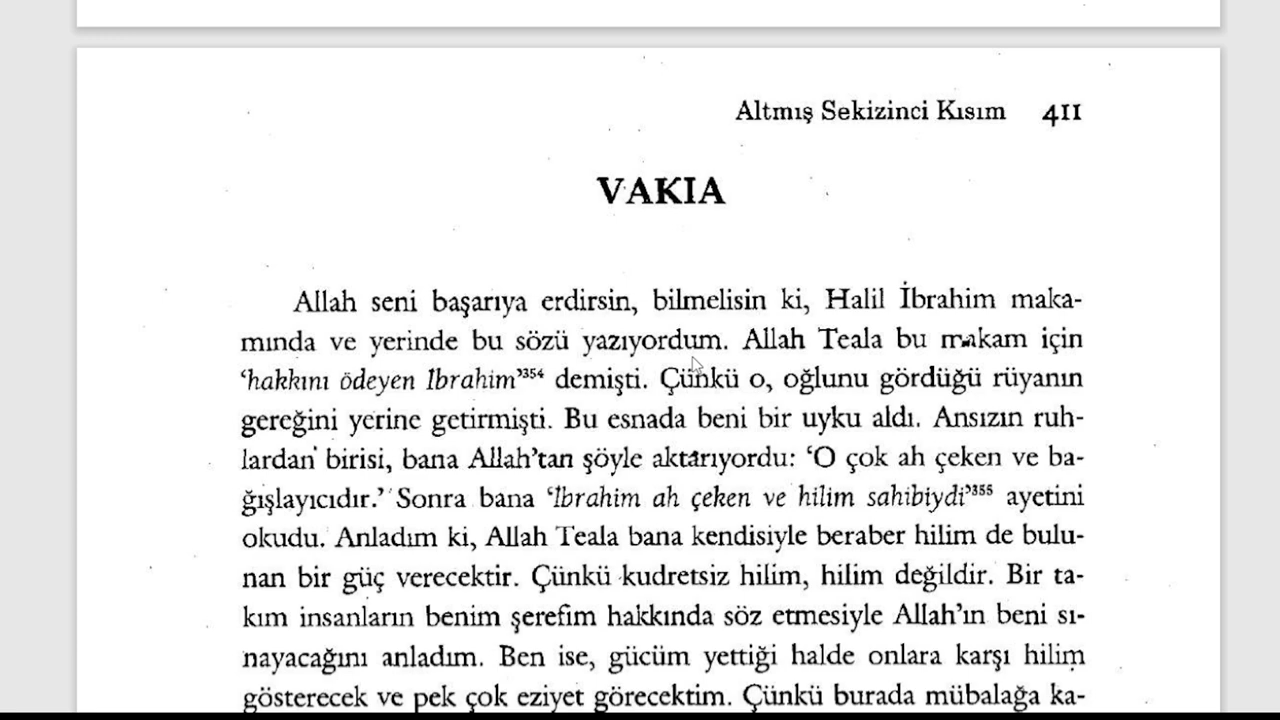 Altmış Sekizinci Kısım 411
VAKIA
Allah seni başarıya erdirsin, bilmelisin ki, Halil İbrahim maka-
mında ve yerinde bu sözü yazıyordum. Allah Teala bu makam için
‘hakkını ödeyen Ibrahim’³⁵⁴ demişti. Çünkü o, oğlunu gördüğü rüyanın
gereğini yerine getirmişti. Bu esnada beni bir uyku aldı. Ansızın ruh-
lardan birisi, bana Allah’tan şöyle aktarıyordu: ‘O çok ah çeken ve ba-
ğışlayıcıdır.’ Sonra bana ‘Ibrahim ah çeken ve hilim sahibiydi’³⁵⁵ ayetini
okudu. Anladım ki, Allah Teala bana kendisiyle beraber hilim de bulu-
nan bir güç verecektir. Çünkü kudretsiz hilim, hilim değildir. Bir ta-
kım insanların benim şerefim hakkında söz etmesiyle Allah’ın beni sı-
nayacağını anladım. Ben ise, gücüm yettiği halde onlara karşı hilim
gösterecek ve pek çok eziyet görecektim. Çünkü burada mübalağa ka-